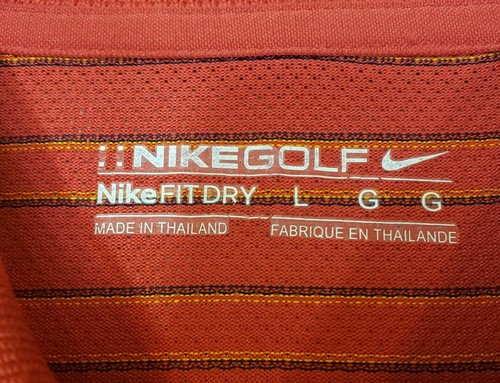 NIKEGOLF
NikeFITDRY L G G
MADE IN THAILAND FABRIQUE EN THAILANDE